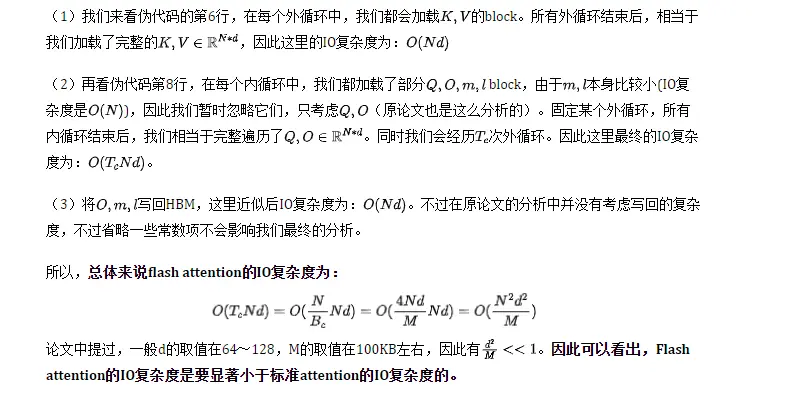 （1）我们来看伪代码的第6行，在每个外循环中，我们都会加载K, V的block。所有外循环结束后，相当于
我们加载了完整的K, V ∈ ℝ^{N*d}，因此这里的IO复杂度为：O(Nd)
（2）再看伪代码第8行，在每个内循环中，我们都加载了部分Q, O, m, l block，由于m, l本身比较小(IO复
杂度是O(N))，因此我们暂时忽略它们，只考虑Q, O（原论文也是这么分析的）。固定某个外循环，所有
内循环结束后，我们相当于完整遍历了Q, O ∈ ℝ^{N*d}。同时我们会经历T_c次外循环。因此这里最终的IO复杂
度为：O(T_cNd)。
（3）将O, m, l写回HBM，这里近似后IO复杂度为：O(Nd)。不过在原论文的分析中并没有考虑写回的复杂
度，不过省略一些常数项不会影响我们最终的分析。
所以，总体来说flash attention的IO复杂度为：
O(T_cNd) = O(\frac{N}{B_c}Nd) = O(\frac{4Nd}{M}Nd) = O(\frac{N^2d^2}{M})
论文中提过，一般d的取值在64～128，M的取值在100KB左右，因此有\frac{d^2}{M} << 1。因此可以看出，Flash
attention的IO复杂度是要显著小于标准attention的IO复杂度的。